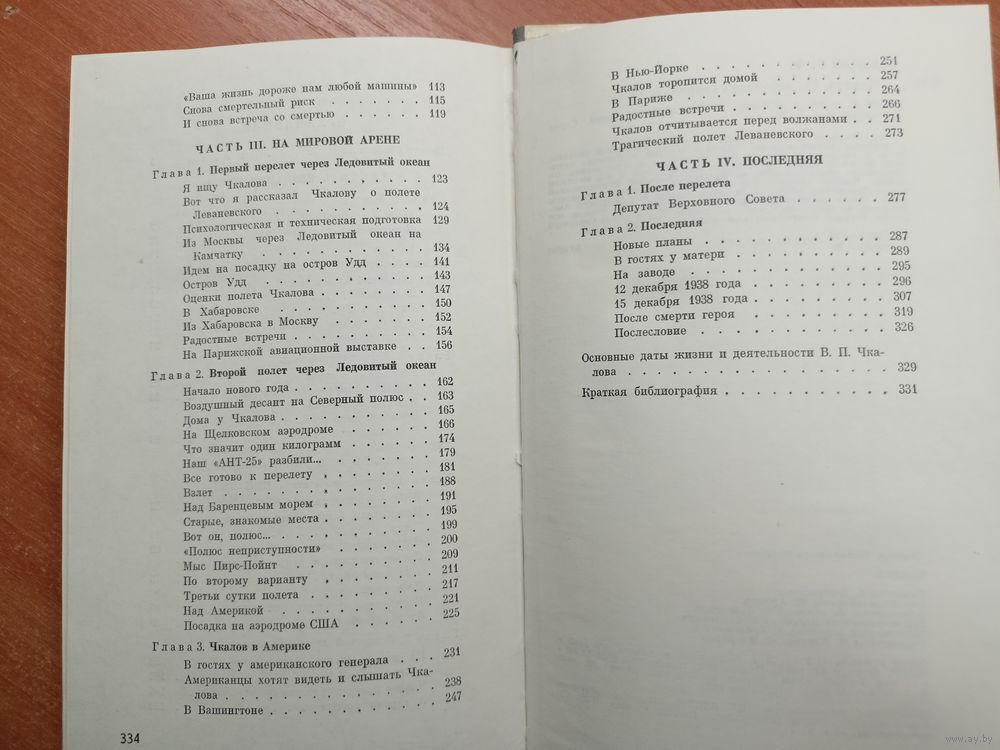 «Ваша жизнь дороже нам любой машины» 113
Снова смертельный риск . . . . . . . 115
И снова встреча со смертью . . . . . . 119
ЧАСТЬ III. НА МИРОВОЙ АРЕНЕ
Глава 1. Первый перелет через Ледовитый океан
Я ищу Чкалова . . . . . . . . . . 123
Вот что я рассказал Чкалову о полете
Леваневского . . . . . . . . . . 124
Психологическая и техническая подготовка 129
Из Москвы через Ледовитый океан на
Камчатку . . . . . . . . . . . 134
Идем на посадку на остров Удд . . . . 141
Остров Удд . . . . . . . . . . . 143
Оценки полета Чкалова . . . . . . . . 147
В Хабаровске . . . . . . . . . . 150
Из Хабаровска в Москву . . . . . . . 152
Радостные встречи . . . . . . . . . 154
На Парижской авиационной выставке . . . 156
Глава 2. Второй полет через Ледовитый океан
Начало нового года . . . . . . . . . 162
Воздушный десант на Северный полюс . . 163
Дома у Чкалова . . . . . . . . . . 165
На Щелковском аэродроме . . . . . . 166
Что значит один килограмм . . . . . . 174
Наш «АНТ-25» разбили... . . . . . . . 179
Все готово к перелету . . . . . . . . 181
Взлет . . . . . . . . . . . . . 188
Над Баренцевым морем . . . . . . . . 191
Старые, знакомые места . . . . . . . . 195
Вот он, полюс... . . . . . . . . . . 199
«Полюс неприступности» . . . . . . . 200
Мыс Пирс-Пойнт . . . . . . . . . . 209
По второму варианту . . . . . . . . 211
Третьи сутки полета . . . . . . . . . 217
Над Америкой . . . . . . . . . . 221
Посадка на аэродроме США . . . . . . 225
Глава 3. Чкалов в Америке
В гостях у американского генерала . . . 231
Американцы хотят видеть и слышать Чка-
лова . . . . . . . . . . . . . 238
В Вашингтоне . . . . . . . . . . . 247
334
В Нью-Йорке . . . . . . . . . . . 251
Чкалов торопится домой . . . . . . . 257
В Париже . . . . . . . . . . . . 264
Радостные встречи . . . . . . . . . 266
Чкалов отчитывается перед волжанами . . 271
Трагический полет Леваневского . . . . 273
ЧАСТЬ IV. ПОСЛЕДНЯЯ
Глава 1. После перелета
Депутат Верховного Совета . . . . . . 277
Глава 2. Последняя
Новые планы . . . . . . . . . . . 287
В гостях у матери . . . . . . . . . 289
На заводе . . . . . . . . . . . . 295
12 декабря 1938 года . . . . . . . . 296
15 декабря 1938 года . . . . . . . . 307
После смерти героя . . . . . . . . . 319
Послесловие . . . . . . . . . . . 326
Основные даты жизни и деятельности В. П. Чка-
лова . . . . . . . . . . . . . 329
Краткая библиография . . . . . . . . . . 331
www.ay.by